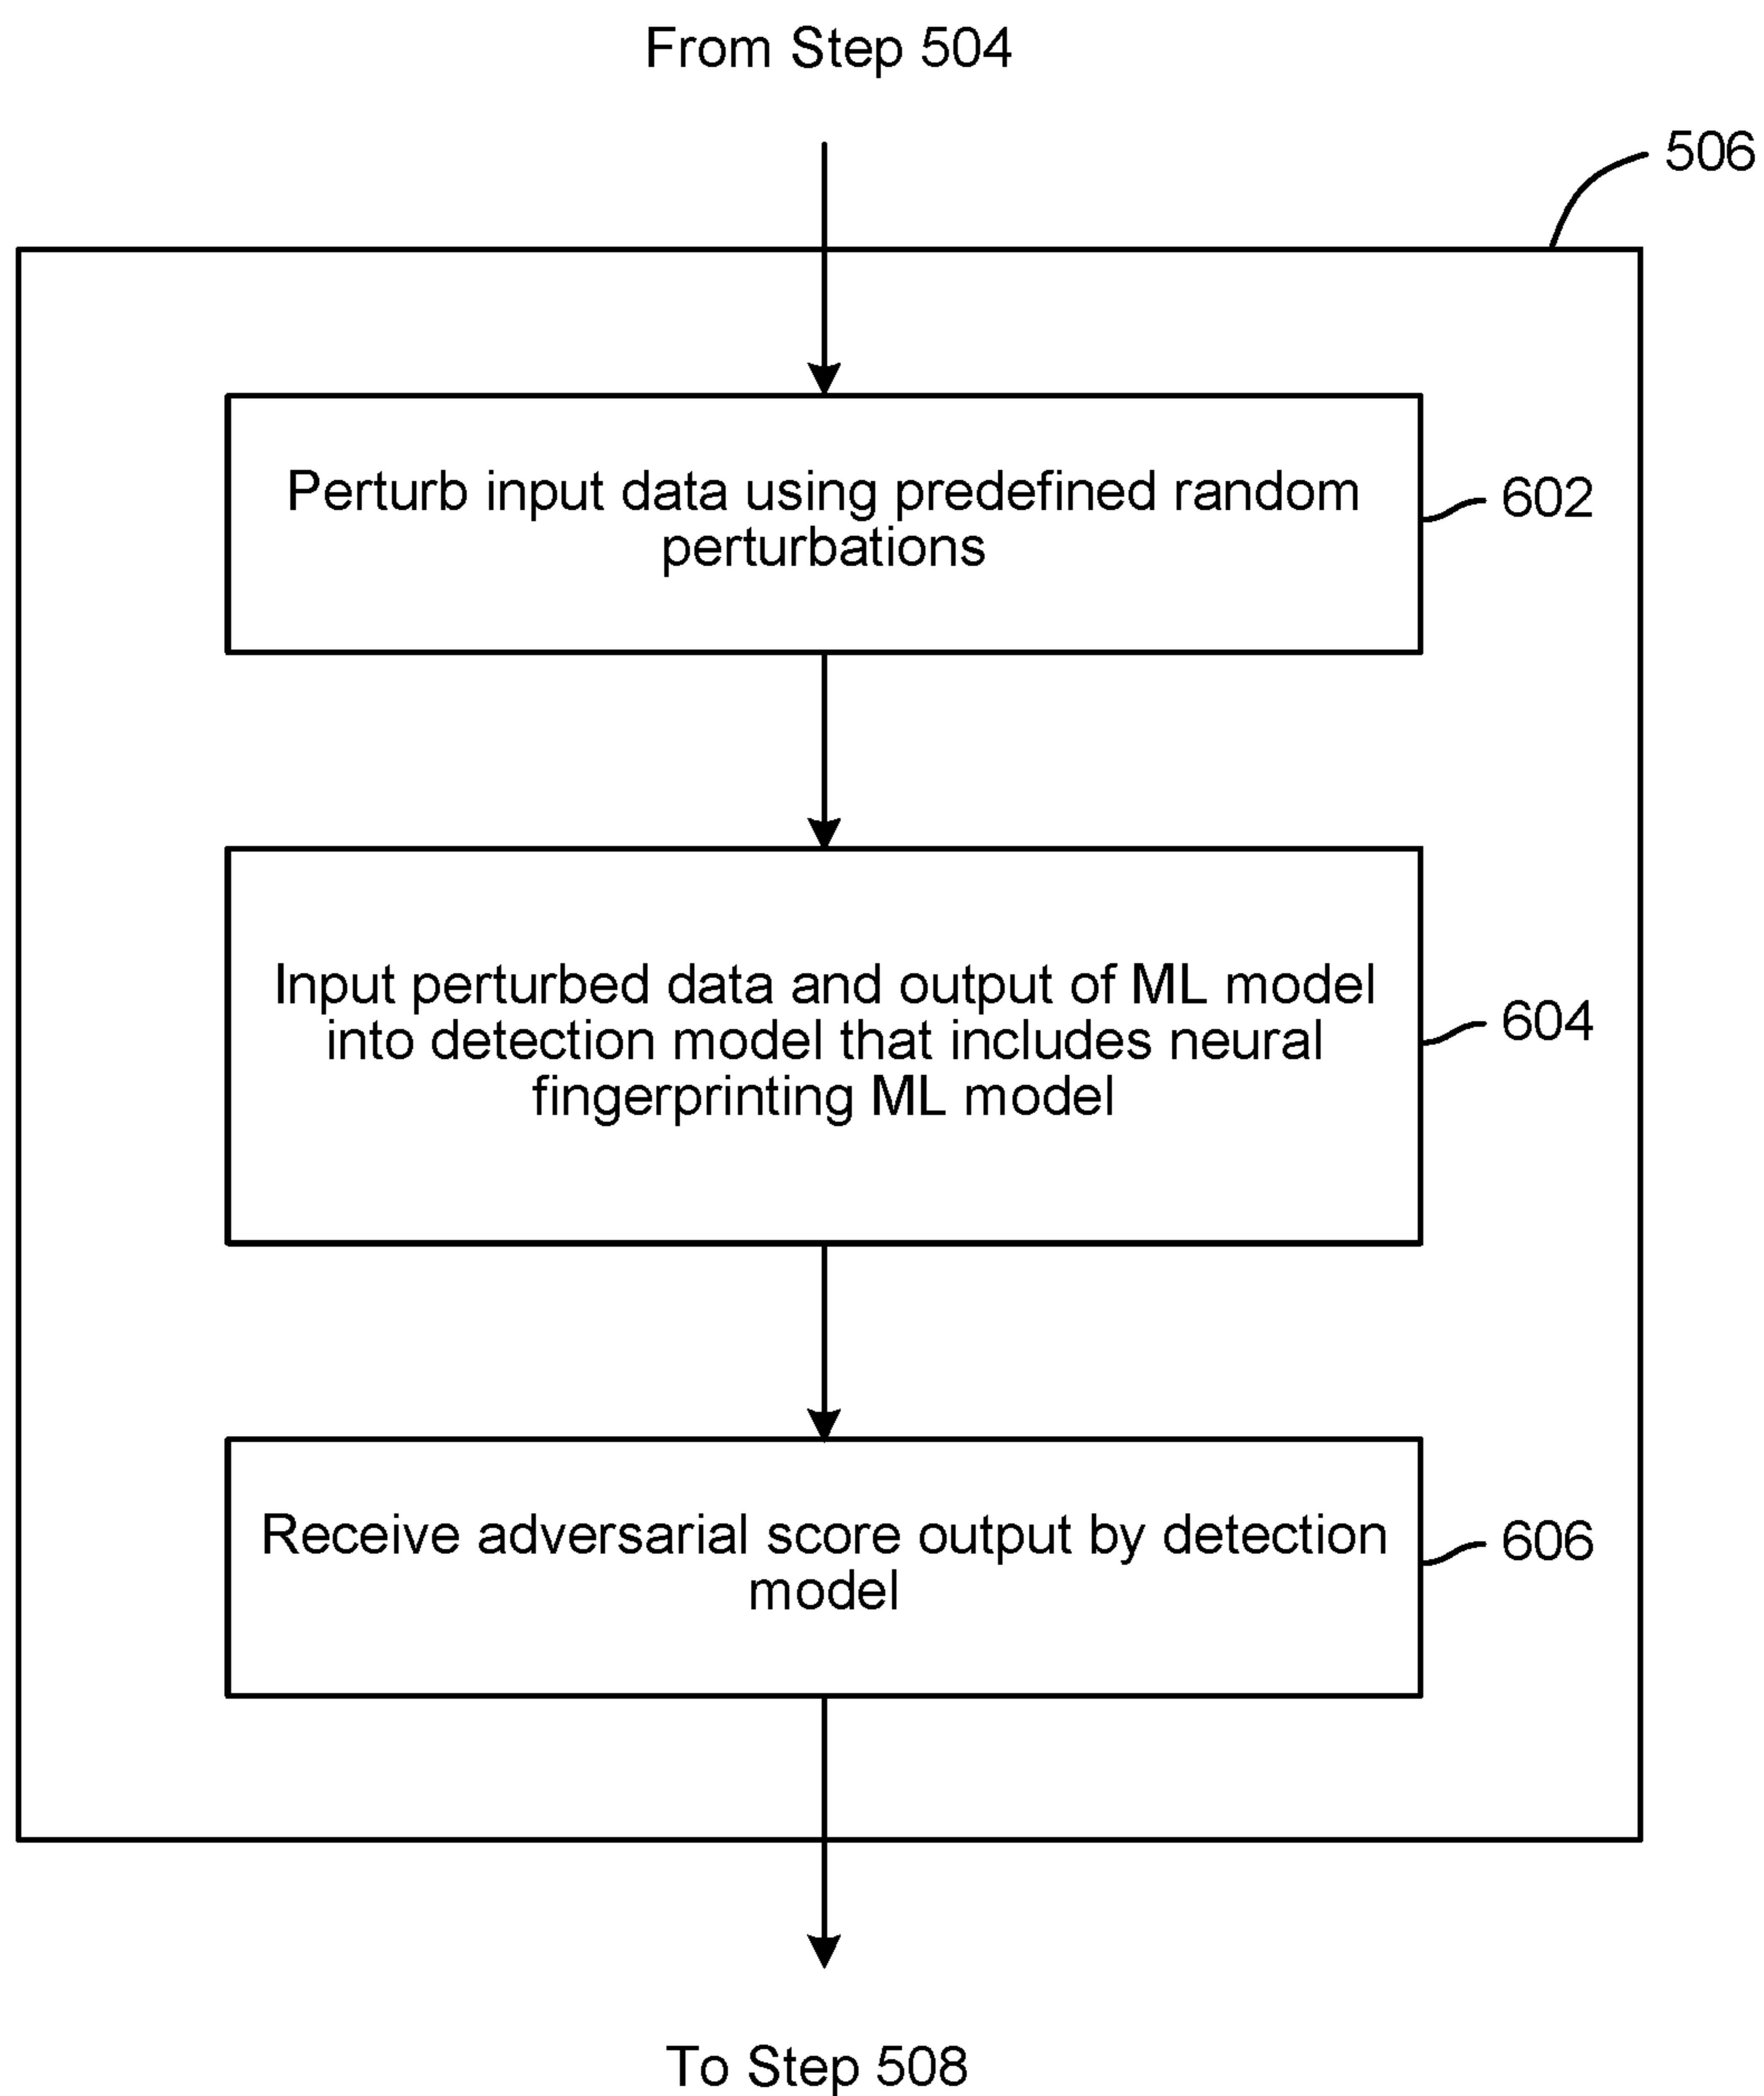 From Step 504
506
Perturb input data using predefined random
perturbations
602
Input perturbed data and output of ML model
into detection model that includes neural
fingerprinting ML model
604
Receive adversarial score output by detection
model
606
To Step 508